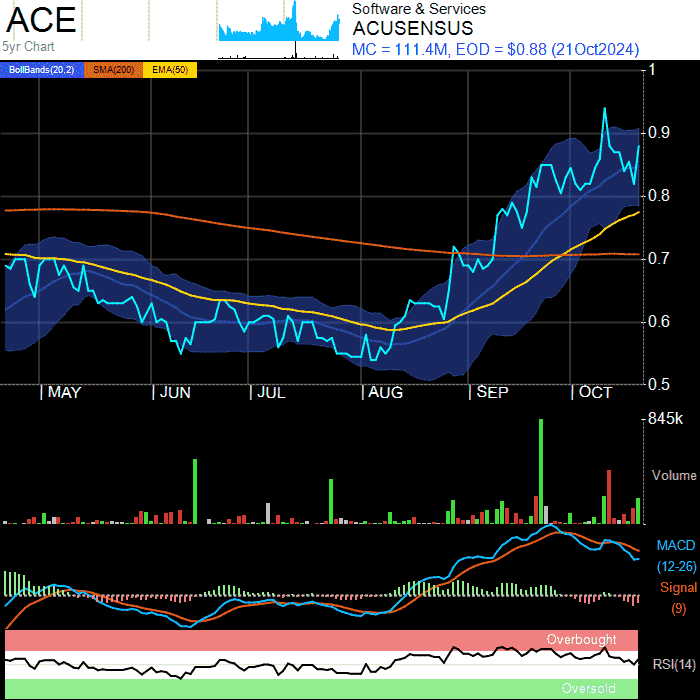 ACE
5yr Chart
Software & Services
ACUSENSUS
MC = 111.4M, EOD = $0.88 (21Oct2024)
BollBands(20,2) SMA(200) EMA(50)
1
0.9
0.8
0.7
0.6
0.5
MAY JUN JUL AUG SEP OCT
845k
Volume
MACD
(12-26)
Signal
(9)
Overbought
RSI(14)
Oversold